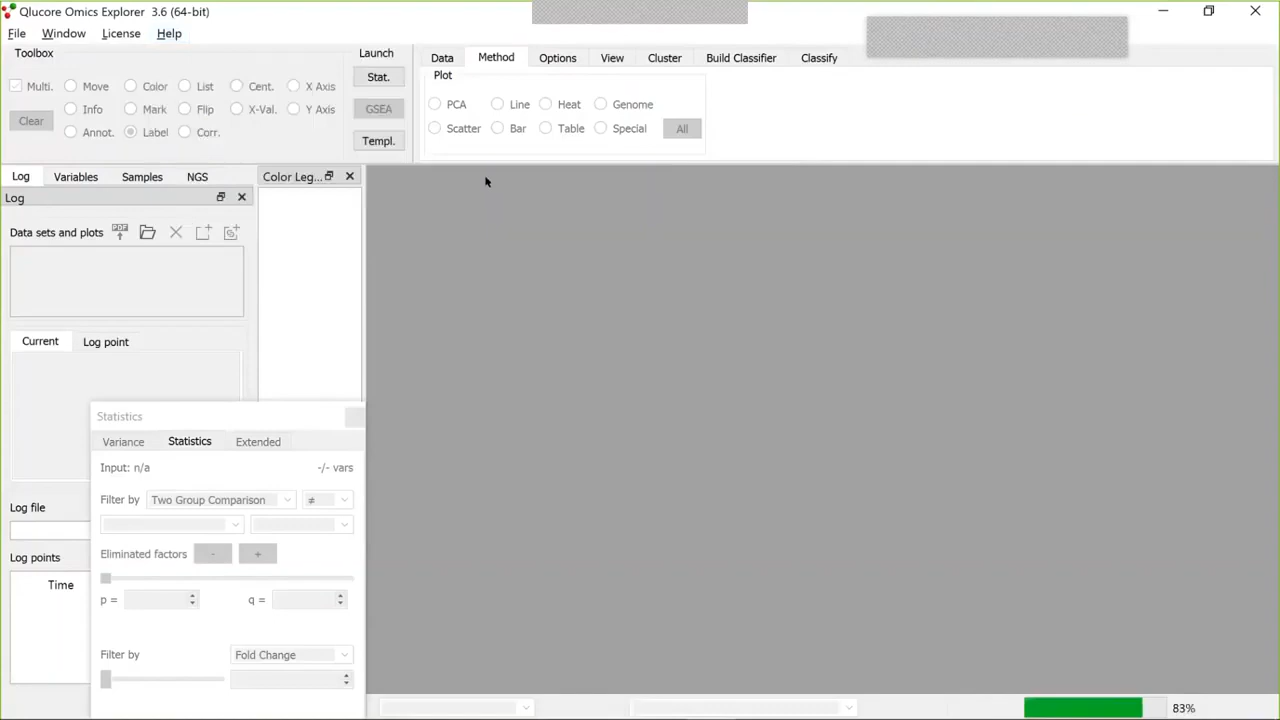 Qlucore Omics Explorer 3.6 (64-bit)
File Window License Help
Toolbox
Multi. Move Color List Cent. X Axis
Info Mark Flip X-Val. Y Axis
Clear
Annot. Label Corr.
Launch
Stat.
GSEA
Templ.
Data Method Options View Cluster Build Classifier Classify
Plot
PCA Line Heat Genome
Scatter Bar Table Special All
Log Variables Samples NGS
Color Leg...
Log
Data sets and plots PDF
Current Log point
Log file
Log points
Time
Statistics
Variance Statistics Extended
Input: n/a -/- vars
Filter by Two Group Comparison ≠
Eliminated factors - +
p = q =
Filter by Fold Change
83%